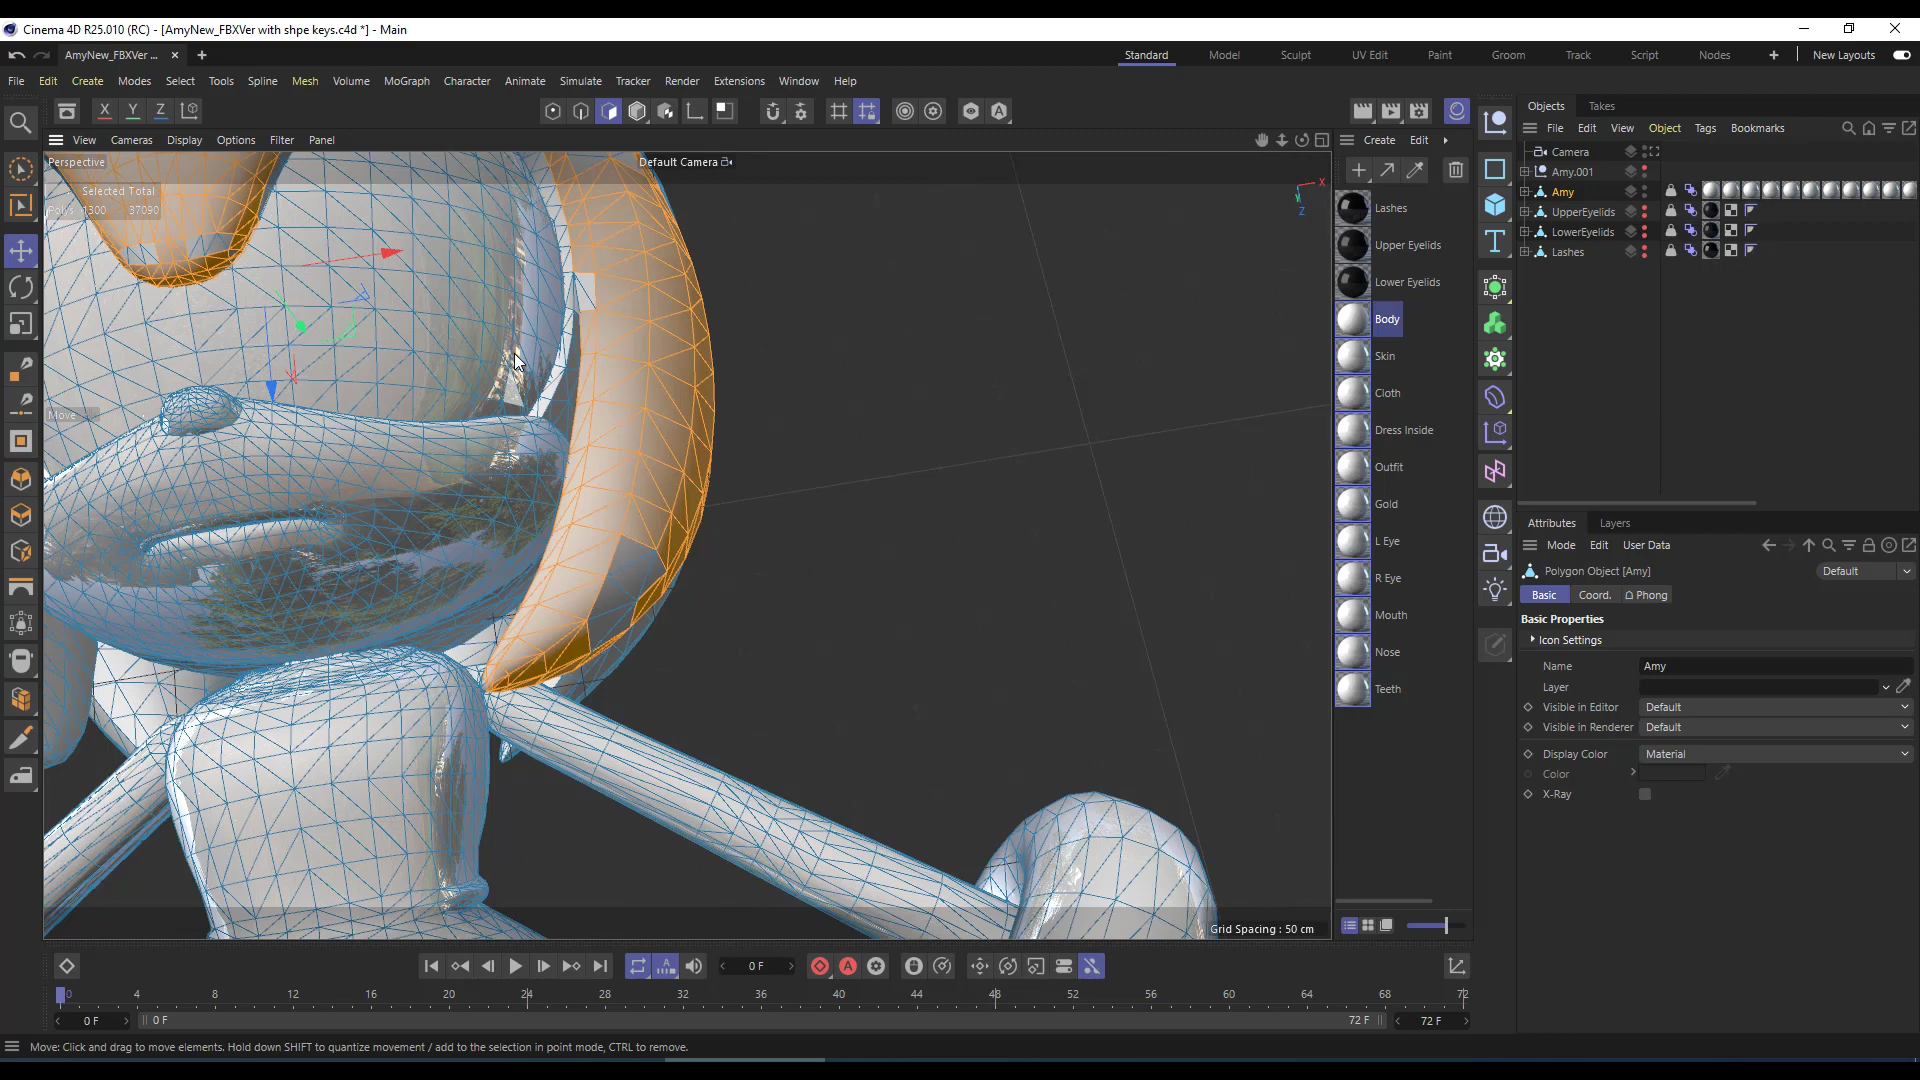 Cinema 4D R25.010 (RC) - [AmyNew_FBXVer with shpe keys.c4d *] - Main
AmyNew_FBXVer ...
Standard Model Sculpt UV Edit Paint Groom Track Script Nodes New Layouts
File Edit Create Modes Select Tools Spline Mesh Volume MoGraph Character Animate Simulate Tracker Render Extensions Window Help
X Y Z
View Cameras Display Options Filter Panel
Perspective
Default Camera
Selected Total
Polys 1300 37090
Move
X
Z
Grid Spacing : 50 cm
Create Edit
Lashes
Upper Eyelids
Lower Eyelids
Body
Skin
Cloth
Dress Inside
Outfit
Gold
L Eye
R Eye
Mouth
Nose
Teeth
Objects Takes
File Edit View Object Tags Bookmarks
Camera
Amy.001
Amy
UpperEyelids
LowerEyelids
Lashes
Attributes Layers
Mode Edit User Data
Polygon Object [Amy] Default
Basic Coord. Phong
Basic Properties
Icon Settings
Name Amy
Layer
Visible in Editor Default
Visible in Renderer Default
Display Color Material
Color
X-Ray
0 F
0 4 8 12 16 20 24 28 32 36 40 44 48 52 56 60 64 68 72
0 F 0 F 72 F 72 F
Move: Click and drag to move elements. Hold down SHIFT to quantize movement / add to the selection in point mode, CTRL to remove.